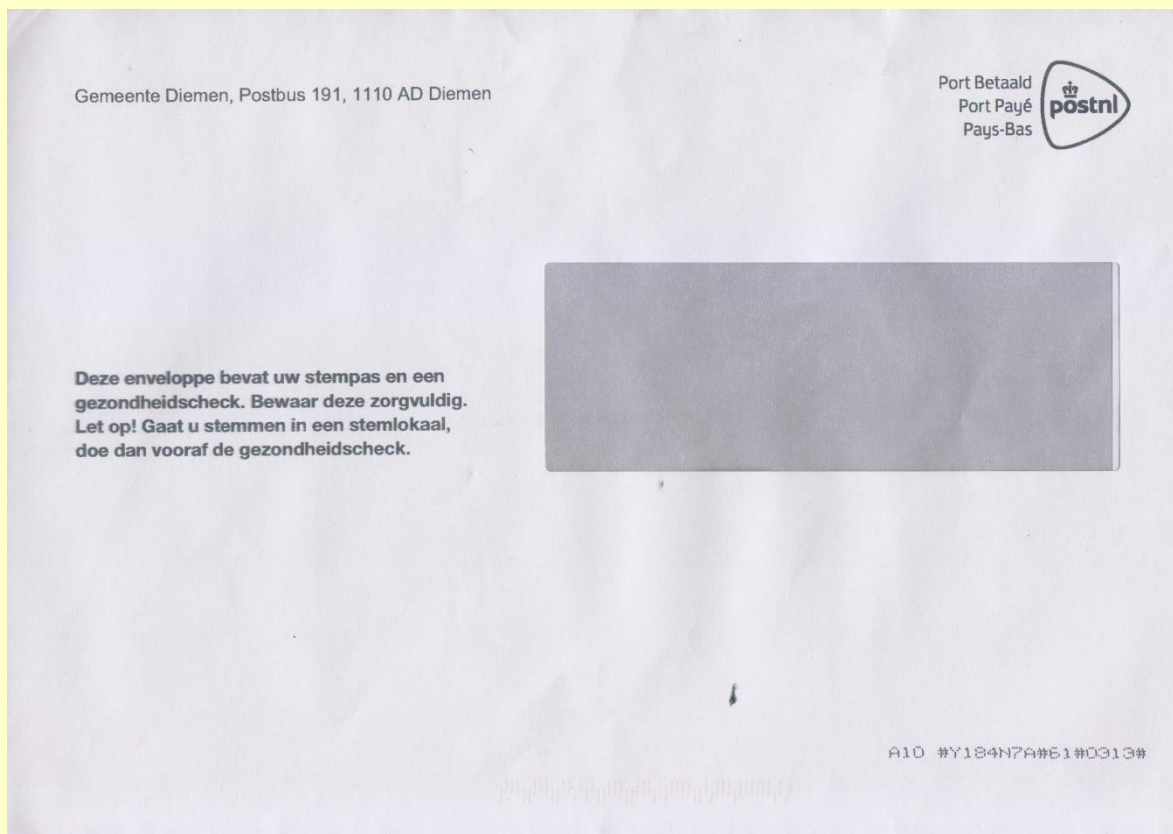 Gemeente Diemen, Postbus 191, 1110 AD Diemen
Port Betaald
Port Payé
Pays-Bas
postnl
Deze enveloppe bevat uw stempas en een
gezondheidscheck. Bewaar deze zorgvuldig.
Let op! Gaat u stemmen in een stemlokaal,
doe dan vooraf de gezondheidscheck.
A10 #Y184N7A#61#0313#